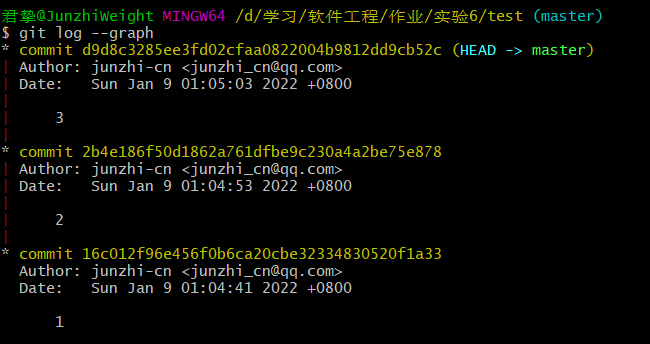 君挚@JunzhiWeight MINGW64 /d/学习/软件工程/作业/实验6/test (master)
$ git log --graph
* commit d9d8c3285ee3fd02cfaa0822004b9812dd9cb52c (HEAD -> master)
| Author: junzhi-cn <junzhi_cn@qq.com>
| Date:   Sun Jan 9 01:05:03 2022 +0800
|
|     3
|
* commit 2b4e186f50d1862a761dfbe9c230a4a2be75e878
| Author: junzhi-cn <junzhi_cn@qq.com>
| Date:   Sun Jan 9 01:04:53 2022 +0800
|
|     2
|
* commit 16c012f96e456f0b6ca20cbe32334830520f1a33
  Author: junzhi-cn <junzhi_cn@qq.com>
  Date:   Sun Jan 9 01:04:41 2022 +0800

      1